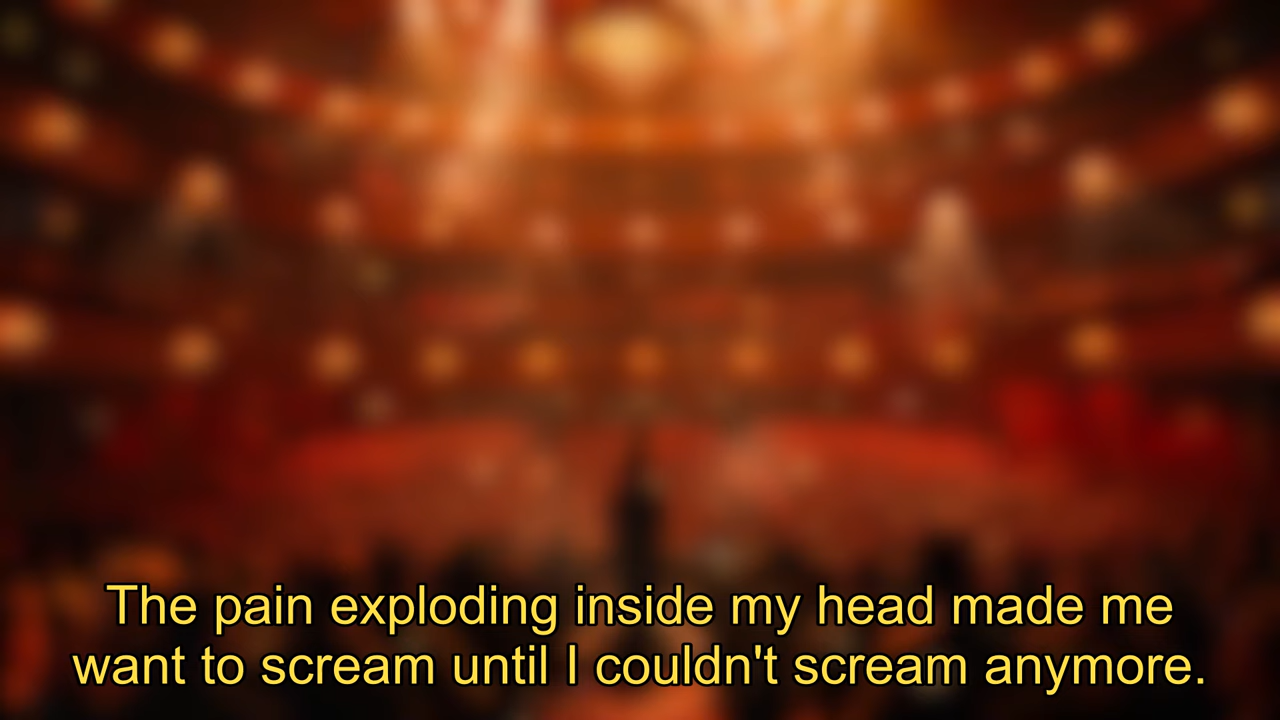 The pain exploding inside my head made me
want to scream until I couldn't scream anymore.